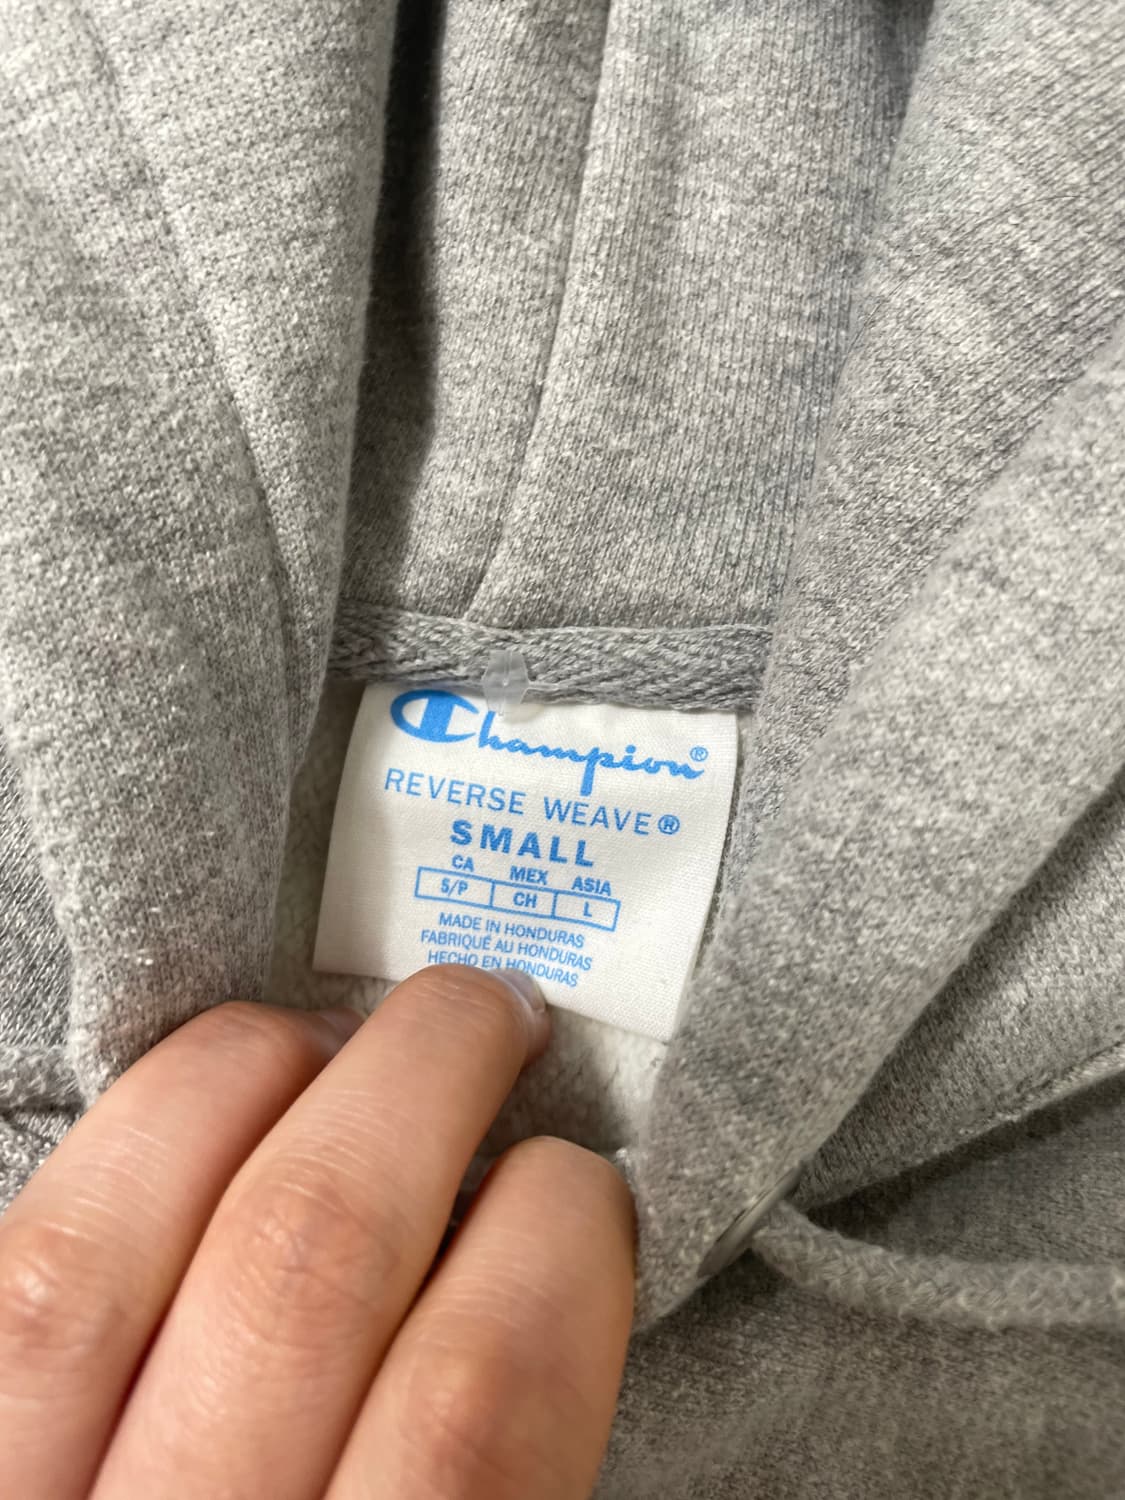 Champion®
REVERSE WEAVE®
SMALL
CA MEX ASIA
S/P CH L
MADE IN HONDURAS
FABRIQUÉ AU HONDURAS
HECHO EN HONDURAS